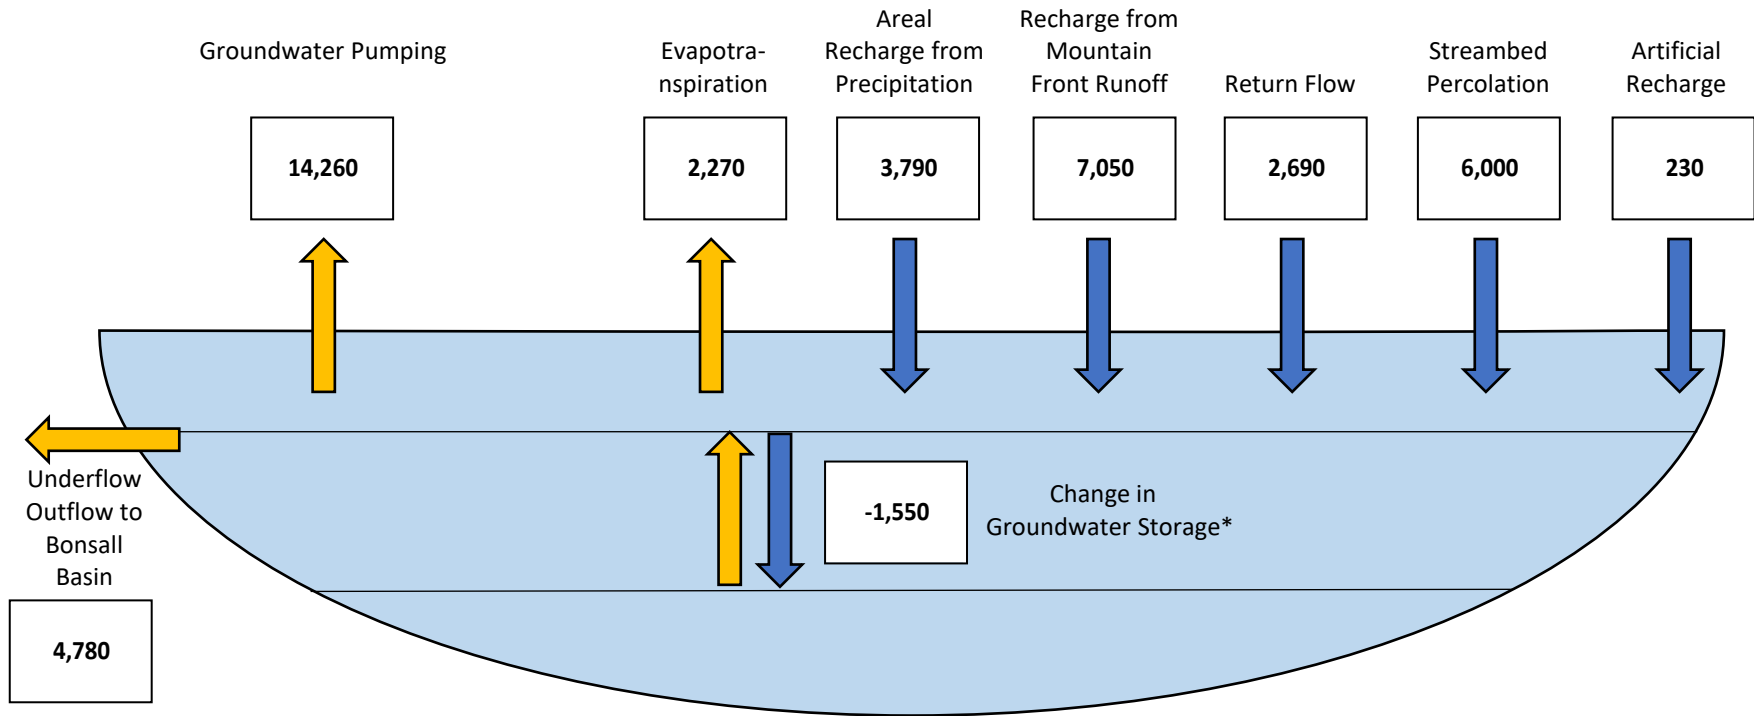 Groundwater Pumping
14,260
Evapotra-
nspiration
2,270
Areal
Recharge from
Precipitation
3,790
Recharge from
Mountain
Front Runoff
7,050
Return Flow
2,690
Streambed
Percolation
6,000
Artificial
Recharge
230
Underflow
Outflow to
Bonsall
Basin
4,780
-1,550
Change in
Groundwater Storage*